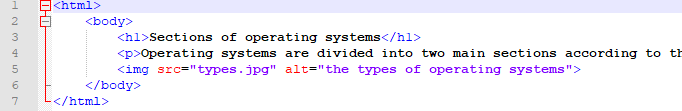 1 <html>
2 <body>
3 <h1>Sections of operating systems</h1>
4 <p>Operating systems are divided into two main sections according to
5 <img src="types.jpg" alt="the types of operating systems">
6 </body>
7 </html>